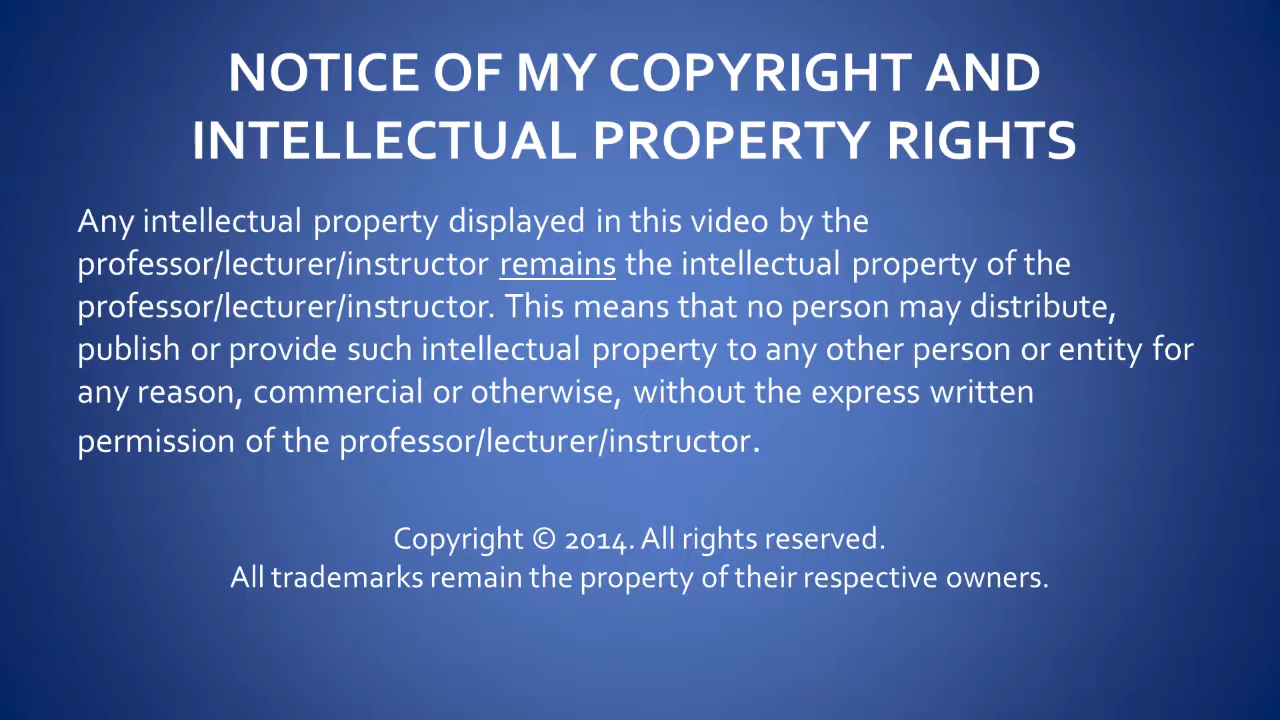 NOTICE OF MY COPYRIGHT AND
INTELLECTUAL PROPERTY RIGHTS
Any intellectual property displayed in this video by the
professor/lecturer/instructor remains the intellectual property of the
professor/lecturer/instructor. This means that no person may distribute,
publish or provide such intellectual property to any other person or entity for
any reason, commercial or otherwise, without the express written
permission of the professor/lecturer/instructor.
Copyright © 2014. All rights reserved.
All trademarks remain the property of their respective owners.